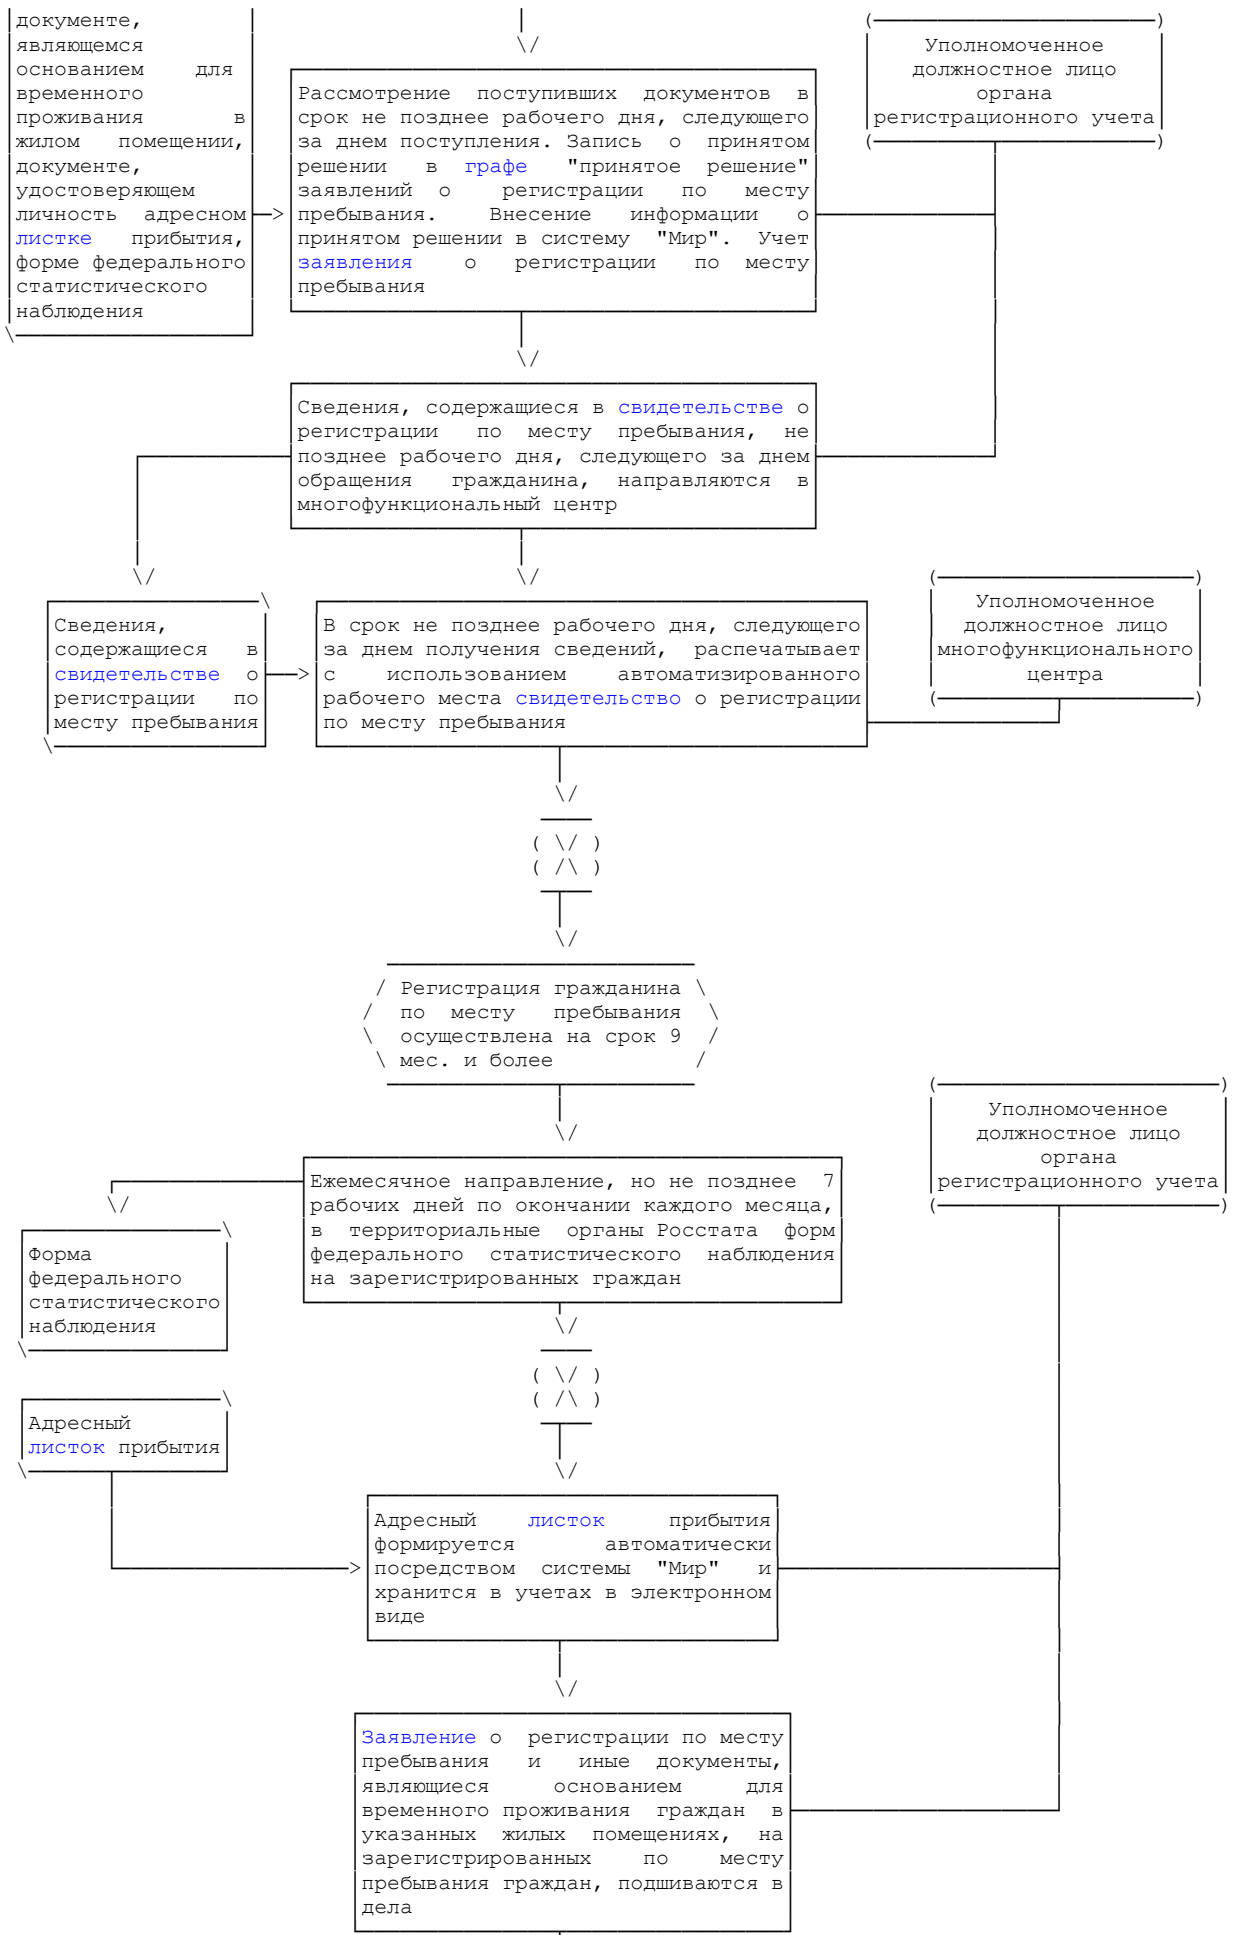 документе,
являющемся
основанием для
временного
проживания в
жилом помещении,
документе,
удостоверяющем
личность адресном
листке прибытия,
форме федерального
статистического
наблюдения
Уполномоченное
должностное лицо
органа
регистрационного учета
Рассмотрение поступивших документов в
срок не позднее рабочего дня, следующего
за днем поступления. Запись о принятом
решении в графе "принятое решение"
заявлений о регистрации по месту
пребывания. Внесение информации о
принятом решении в систему "Мир". Учет
заявления о регистрации по месту
пребывания
Сведения, содержащиеся в свидетельстве о
регистрации по месту пребывания, не
позднее рабочего дня, следующего за днем
обращения гражданина, направляются в
многофункциональный центр
Сведения,
содержащиеся в
свидетельстве о
регистрации по
месту пребывания
В срок не позднее рабочего дня, следующего
за днем получения сведений, распечатывает
с использованием автоматизированного
рабочего места свидетельство о регистрации
по месту пребывания
Уполномоченное
должностное лицо
многофункционального
центра
Регистрация гражданина
по месту пребывания
осуществлена на срок 9
мес. и более
Уполномоченное
должностное лицо
органа
регистрационного учета
Ежемесячное направление, но не позднее 7
рабочих дней по окончании каждого месяца,
в территориальные органы Росстата форм
федерального статистического наблюдения
на зарегистрированных граждан
Форма
федерального
статистического
наблюдения
Адресный
листок прибытия
Адресный листок прибытия
формируется автоматически
посредством системы "Мир" и
хранится в учетах в электронном
виде
Заявление о регистрации по месту
пребывания и иные документы,
являющиеся основанием для
временного проживания граждан в
указанных жилых помещениях, на
зарегистрированных по месту
пребывания граждан, подшиваются в
дела